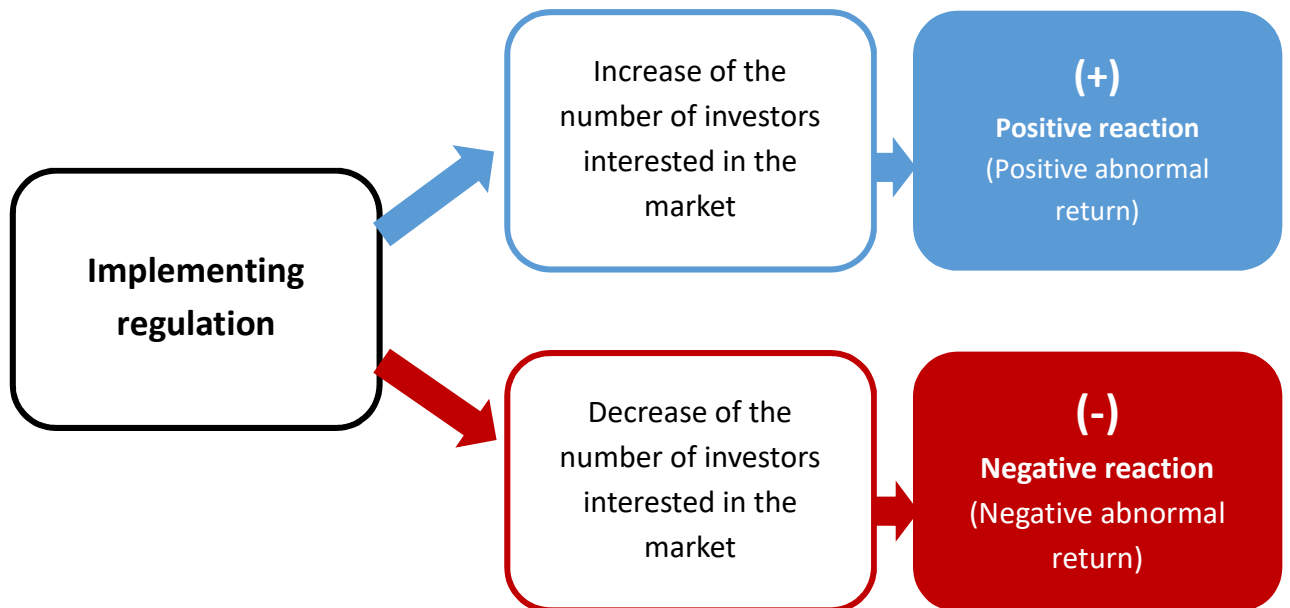 Implementing
regulation
Increase of the
number of investors
interested in the
market
(+)
Positive reaction
(Positive abnormal
return)
Decrease of the
number of investors
interested in the
market
(-)
Negative reaction
(Negative abnormal
return)